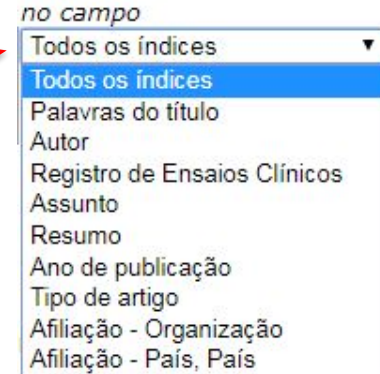 no campo
Todos os índices
Todos os índices
Palavras do título
Autor
Registro de Ensaios Clínicos
Assunto
Resumo
Ano de publicação
Tipo de artigo
Afiliação - Organização
Afiliação - País, País